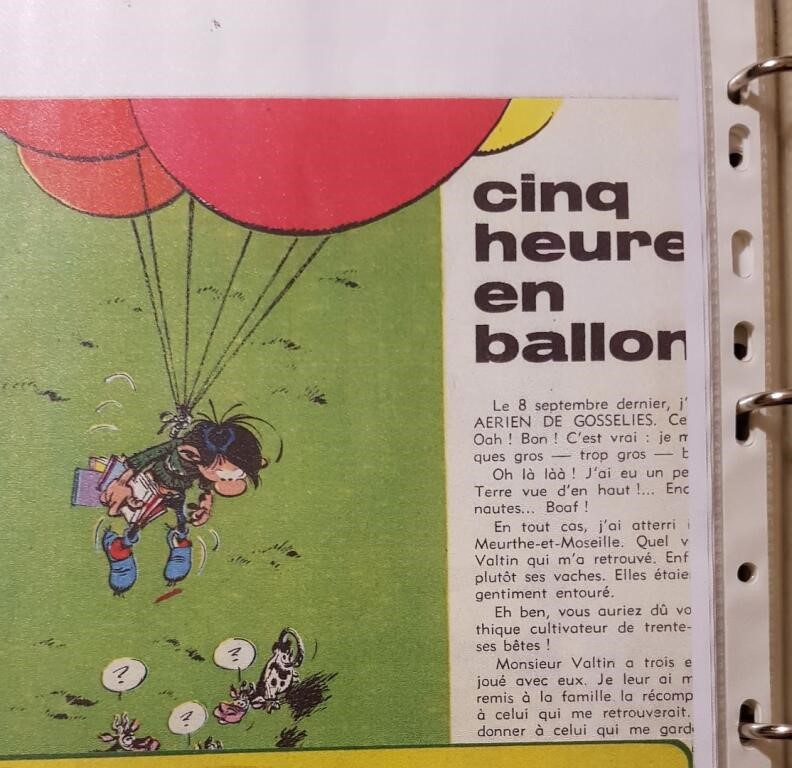 cinq
heure
en
ballon
Le 8 septembre dernier, j'
AERIEN DE GOSSELIES. Ce
Oah ! Bon ! C'est vrai : je m
ques gros — trop gros — b
Oh là làà ! J'ai eu un pe
Terre vue d'en haut !... Enc
nautes... Boaf !
En tout cas, j'ai atterri i
Meurthe-et-Moselle. Quel v
Valtin qui m'a retrouvé. Enf
plutôt ses vaches. Elles étaie
gentiment entouré.
Eh ben, vous auriez dû vo
thique cultivateur de trente-
ses bêtes !
Monsieur Valtin a trois e
joué avec eux. Je leur ai m
remis à la famille la récomp
à celui qui me retrouverait.
donner à celui qui me gard
?
?
?